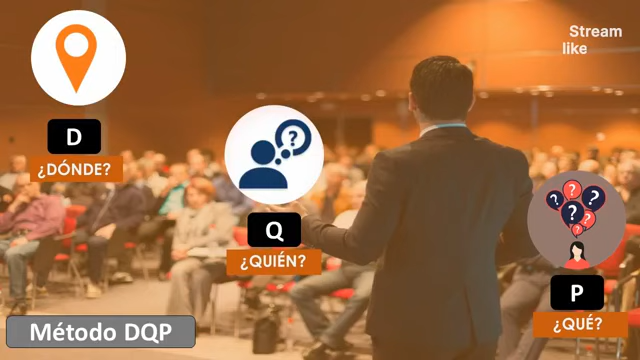 Stream
like
D
¿DÓNDE?
?
Q
¿QUIÉN?
? ? ? ? ? ?
P
¿QUÉ?
Método DQP